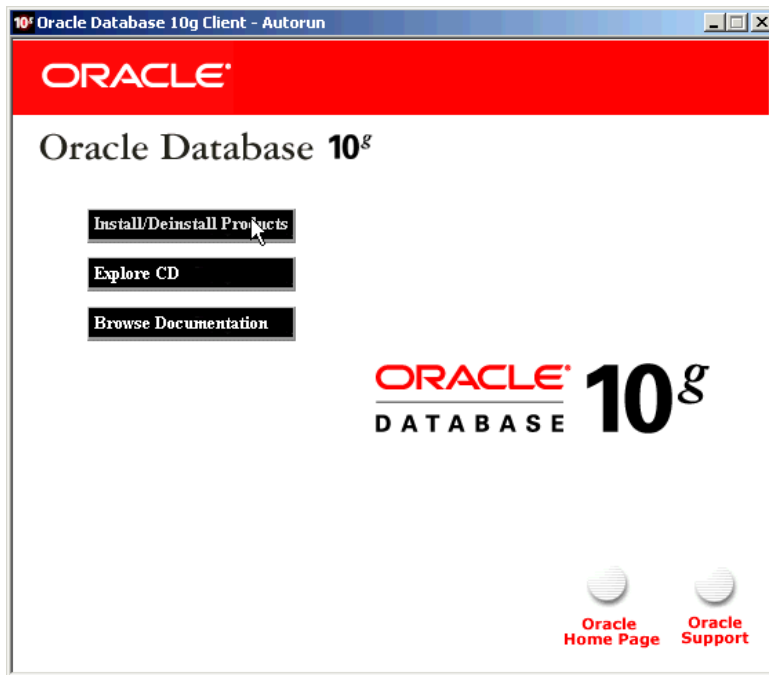 10g Oracle Database 10g Client - Autorun
ORACLE
Oracle Database 10g
Install/Deinstall Products
Explore CD
Browse Documentation
ORACLE
DATABASE
10g
Oracle
Home Page
Oracle
Support